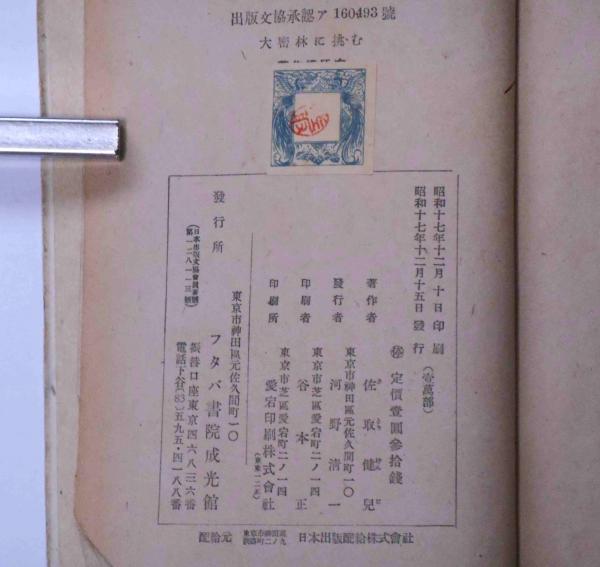 出版文協承認ア 160493 號
大密林に挑む
昭和十七年十二月十日印刷
昭和十七年十二月十五日發行
(壹萬部)
定價壹圓參拾錢
著作者 佐取健兒
東京市神田區元佐久間町一〇
發行者 河野清一
東京市芝區愛宕町二ノ一四
印刷者 谷本正
東京市芝區愛宕町二ノ一四
印刷所 愛宕印刷株式會社
東京市神田區元佐久間町一〇
發行所 フタバ書院成光館
振替口座東京四六八三六番
電話下谷(83)五九五・四一八八番
配給元 日本出版配給株式會社